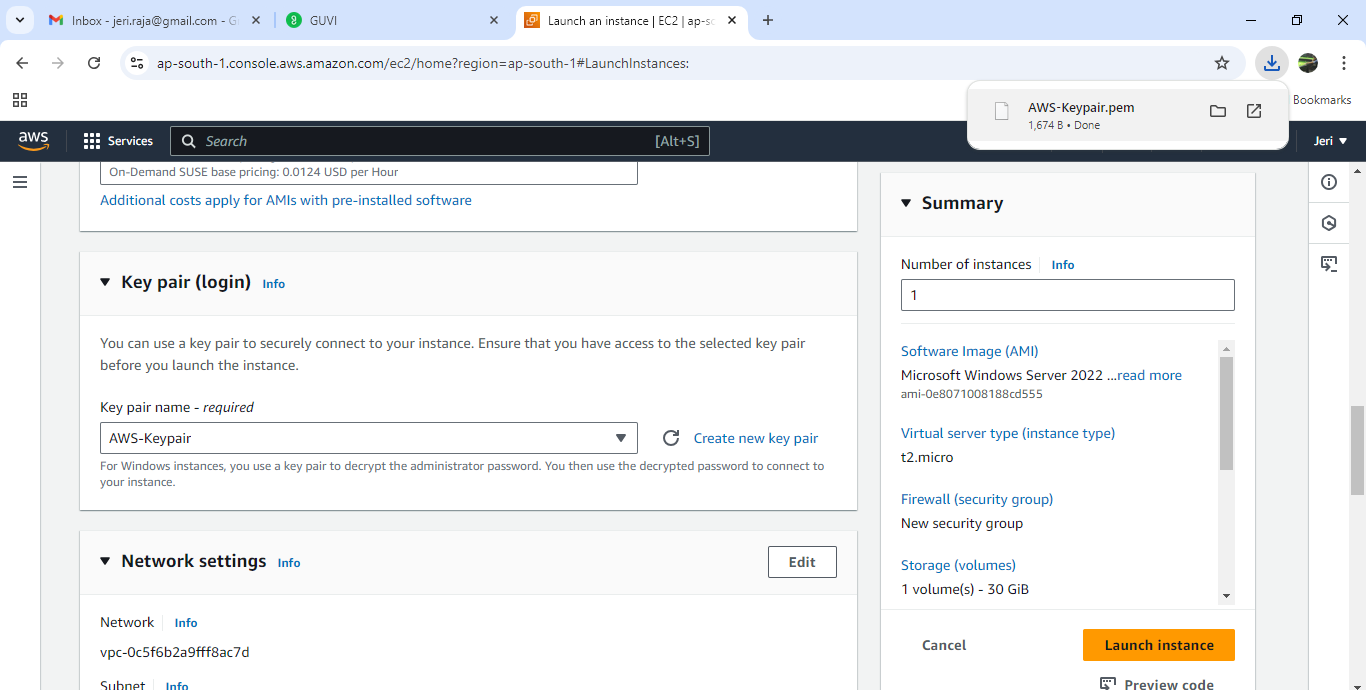 Inbox - jeri.raja@gmail.com - G
GUVI
Launch an instance | EC2 | ap-so
ap-south-1.console.aws.amazon.com/ec2/home?region=ap-south-1#LaunchInstances:
Bookmarks
AWS-Keypair.pem
1,674 B • Done
aws
Services
Search
[Alt+S]
Jeri
On-Demand SUSE base pricing: 0.0124 USD per Hour
Additional costs apply for AMIs with pre-installed software
Key pair (login) Info
You can use a key pair to securely connect to your instance. Ensure that you have access to the selected key pair
before you launch the instance.
Key pair name - required
AWS-Keypair
Create new key pair
For Windows instances, you use a key pair to decrypt the administrator password. You then use the decrypted password to connect to
your instance.
Network settings Info
Edit
Network Info
vpc-0c5f6b2a9fff8ac7d
Subnet Info
Summary
Number of instances Info
1
Software Image (AMI)
Microsoft Windows Server 2022 ...read more
ami-0e8071008188cd555
Virtual server type (instance type)
t2.micro
Firewall (security group)
New security group
Storage (volumes)
1 volume(s) - 30 GiB
Cancel
Launch instance
Preview code